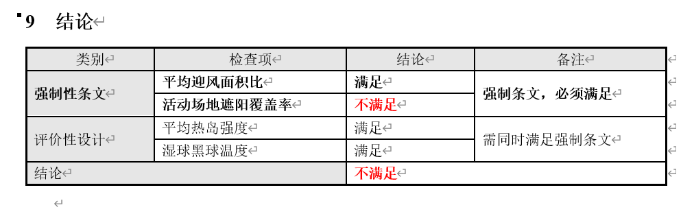 9 结论
类别 检查项 结论 备注
强制性条文 平均迎风面积比 满足 强制条文，必须满足
活动场地遮阳覆盖率 不满足
评价性设计 平均热岛强度 满足 需同时满足强制条文
湿球黑球温度 满足
结论 不满足